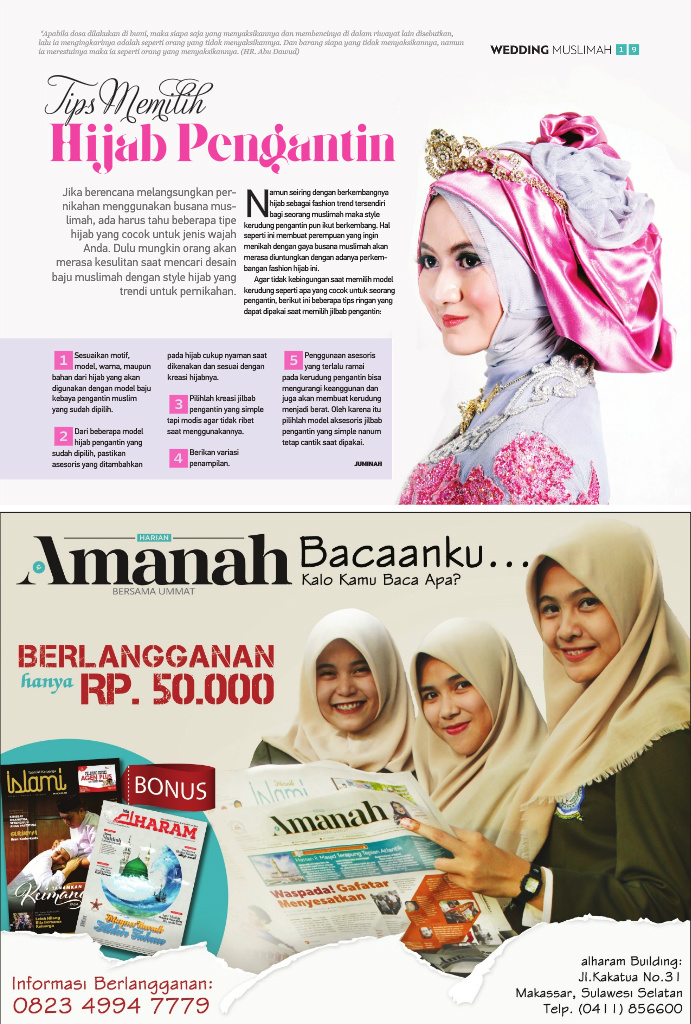 "Apabila dosa dilakukan di bumi, maka siapa saja yang menyaksikannya dan membencinya di dalam riwayat lain disebutkan,
lalu ia mengingkarinya adalah seperti orang yang tidak menyaksikannya. Dan barang siapa yang tidak menyaksikannya, namun
ia merestuinya maka ia seperti orang yang menyaksikannya. (HR. Abu Dawud)
WEDDING MUSLIMAH 19
Tips Memilih
Hijab Pengantin
Jika berencana melangsungkan per-
nikahan menggunakan busana mus-
limah, ada harus tahu beberapa tipe
hijab yang cocok untuk jenis wajah
Anda. Dulu mungkin orang akan
merasa kesulitan saat mencari desain
baju muslimah dengan style hijab yang
trendi untuk pernikahan.
Namun seiring dengan berkembangnya
hijab sebagai fashion trend tersendiri
bagi seorang muslimah maka style
kerudung pengantin pun ikut berkembang. Hal
seperti ini membuat perempuan yang ingin
menikah dengan gaya busana muslimah akan
merasa diuntungkan dengan adanya perkem-
bangan fashion hijab ini.
Agar tidak kebingungan saat memilih model
kerudung seperti apa yang cocok untuk seorang
pengantin, berikut ini beberapa tips ringan yang
dapat dipakai saat memilih jilbab pengantin:
1 Sesuaikan motif,
model, warna, maupun
bahan dari hijab yang akan
digunakan dengan model baju
kebaya pengantin muslim
yang sudah dipilih.
2 Dari beberapa model
hijab pengantin yang
sudah dipilih, pastikan
asesoris yang ditambahkan
pada hijab cukup nyaman saat
dikenakan dan sesuai dengan
kreasi hijabnya.
3 Pilihlah kreasi jilbab
pengantin yang simple
tapi modis agar tidak ribet
saat menggunakannya.
4 Berikan variasi
penampilan.
5 Penggunaan asesoris
yang terlalu ramai
pada kerudung pengantin bisa
mengurangi keanggunan dan
juga akan membuat kerudung
menjadi berat. Oleh karena itu
pilihlah model aksesoris jilbab
pengantin yang simple nanum
tetap cantik saat dipakai.
JUMINAH
HARIAN
Amanah
BERSAMA UMMAT
Bacaanku...
Kalo Kamu Baca Apa?
BERLANGGANAN
hanya RP. 50.000
BONUS
islami
AGEN PLUS
Reimana
ALHARAM
islami
Amanah
Waspada! Gafatar
Menyesatkan
Informasi Berlangganan:
0823 4994 7779
alharam Building:
Jl.Kakatua No.31
Makassar, Sulawesi Selatan
Telp. (0411) 856600